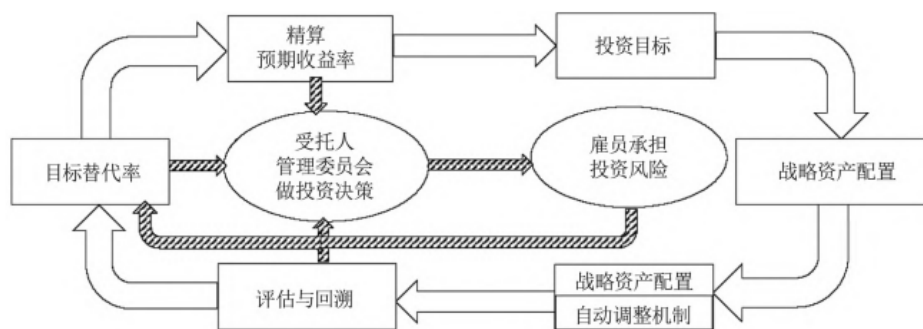 精算
预期收益率
投资目标
受托人
管理委员会
做投资决策
雇员承担
投资风险
目标替代率
战略资产配置
评估与回溯
战略资产配置
自动调整机制